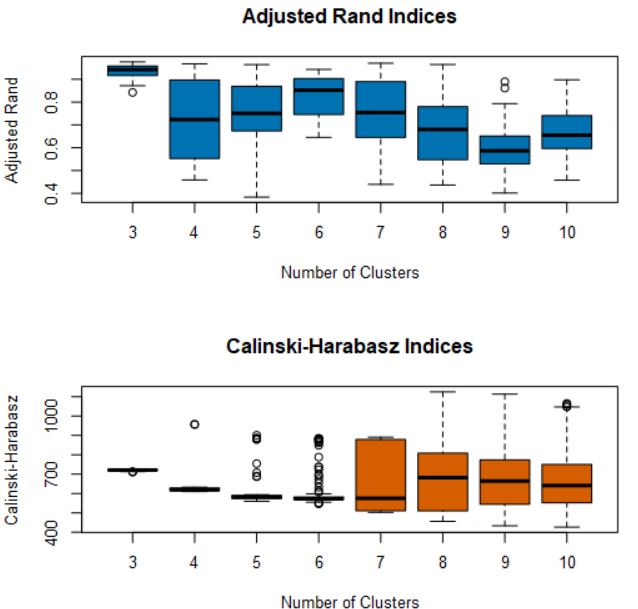 Adjusted Rand Indices
Adjusted Rand
0.8
0.6
0.4
3 4 5 6 7 8 9 10
Number of Clusters
Calinski-Harabasz Indices
Calinski-Harabasz
1000
700
400
3 4 5 6 7 8 9 10
Number of Clusters